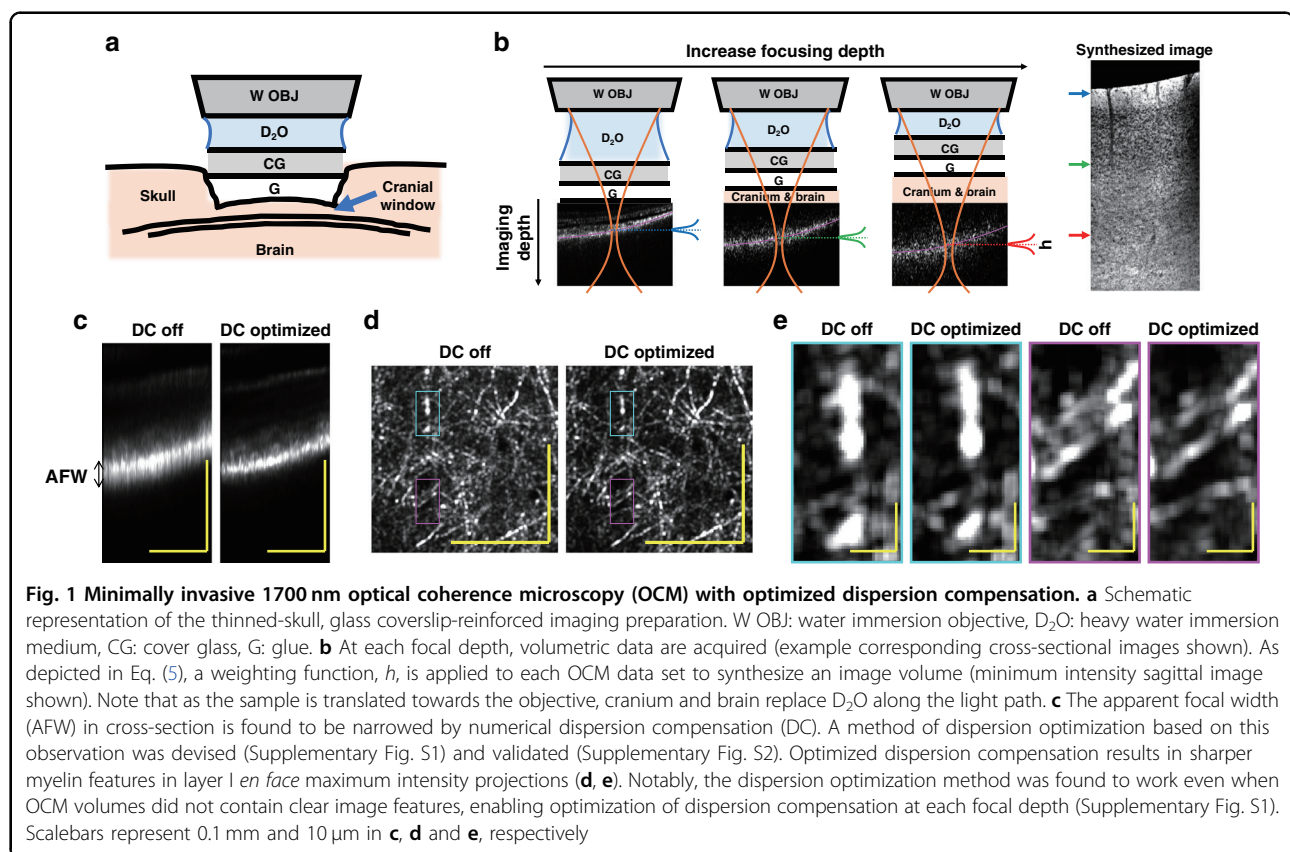 a
W OBJ
D₂O
CG
G
Skull
Cranial
window
Brain
b
Increase focusing depth
W OBJ
D₂O
CG
G
W OBJ
D₂O
CG
G
Cranium & brain
W OBJ
D₂O
CG
G
Cranium & brain
Imaging
depth
h
Synthesized image
c
DC off
DC optimized
AFW
d
DC off
DC optimized
e
DC off
DC optimized
DC off
DC optimized
Fig. 1 Minimally invasive 1700 nm optical coherence microscopy (OCM) with optimized dispersion compensation. a Schematic
representation of the thinned-skull, glass coverslip-reinforced imaging preparation. W OBJ: water immersion objective, D₂O: heavy water immersion
medium, CG: cover glass, G: glue. b At each focal depth, volumetric data are acquired (example corresponding cross-sectional images shown). As
depicted in Eq. (5), a weighting function, h, is applied to each OCM data set to synthesize an image volume (minimum intensity sagittal image
shown). Note that as the sample is translated towards the objective, cranium and brain replace D₂O along the light path. c The apparent focal width
(AFW) in cross-section is found to be narrowed by numerical dispersion compensation (DC). A method of dispersion optimization based on this
observation was devised (Supplementary Fig. S1) and validated (Supplementary Fig. S2). Optimized dispersion compensation results in sharper
myelin features in layer I en face maximum intensity projections (d, e). Notably, the dispersion optimization method was found to work even when
OCM volumes did not contain clear image features, enabling optimization of dispersion compensation at each focal depth (Supplementary Fig. S1).
Scalebars represent 0.1 mm and 10 µm in c, d and e, respectively